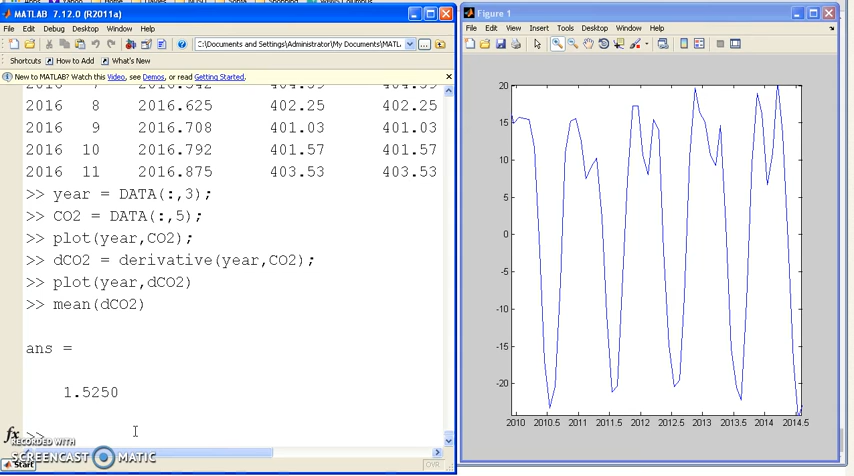 MATLAB 7.12.0 (R2011a)
File Edit Debug Desktop Window Help
C:\Documents and Settings\Administrator\My Documents\MATL
Shortcuts How to Add What's New
New to MATLAB? Watch this Video, see Demos, or read Getting Started.
2016 8 2016.625 402.25 402.25
2016 9 2016.708 401.03 401.03
2016 10 2016.792 401.57 401.57
2016 11 2016.875 403.53 403.53
>> year = DATA(:,3);
>> CO2 = DATA(:,5);
>> plot(year,CO2);
>> dCO2 = derivative(year,CO2);
>> plot(year,dCO2)
>> mean(dCO2)
ans =
1.5250
fx >>
RECORDED WITH
SCREENCAST MATIC
Start
OVR
Figure 1
File Edit View Insert Tools Desktop Window Help
20
15
10
5
0
-5
-10
-15
-20
2010 2010.5 2011 2011.5 2012 2012.5 2013 2013.5 2014 2014.5